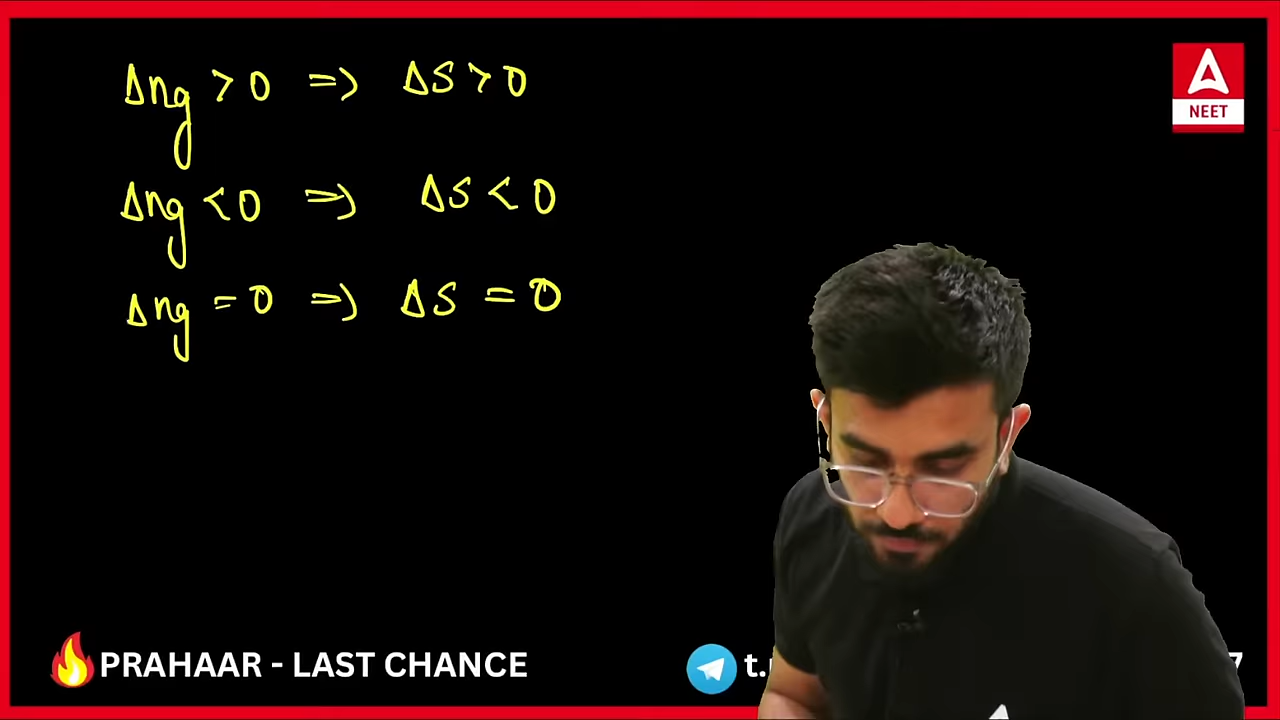 Δng > 0 ⇒ ΔS > 0
NEET
Δng < 0 ⇒ ΔS < 0
Δng = 0 ⇒ ΔS = 0
PRAHAAR - LAST CHANCE